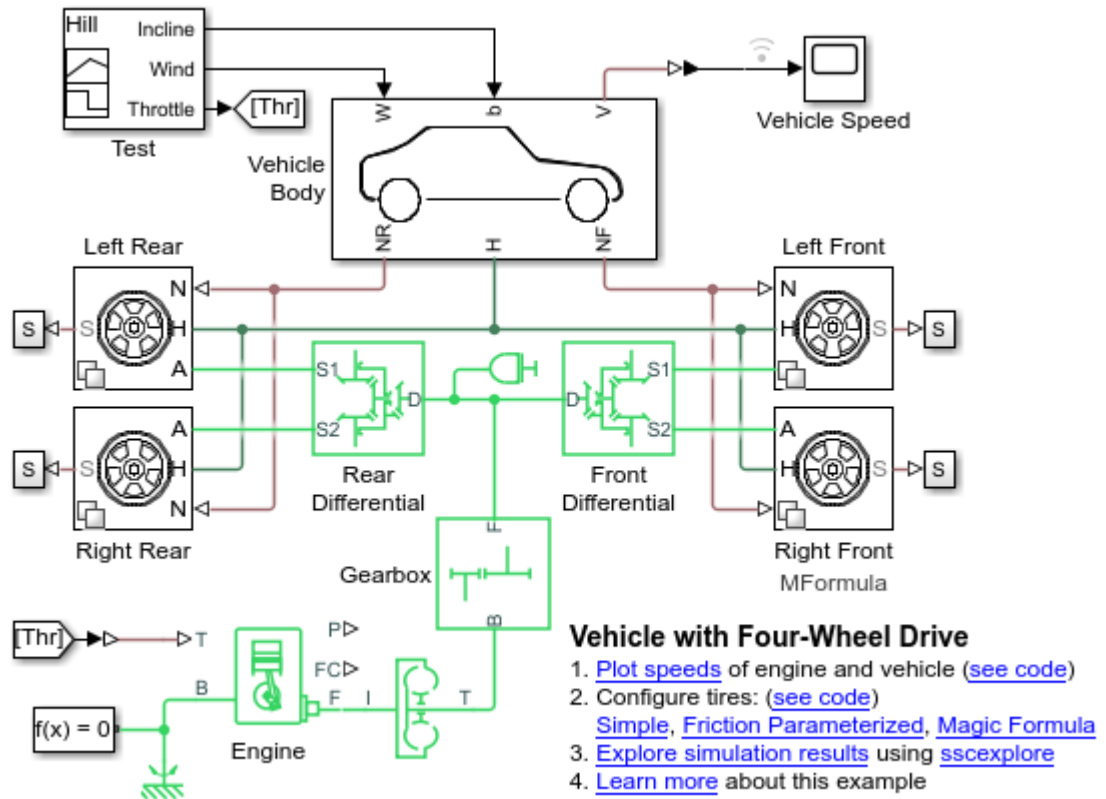 Hill
Incline
Wind
Throttle
[Thr]
Test
W
b
V
Vehicle Speed
Vehicle
Body
NR
H
NF
Left Rear
Left Front
N
N
S
S
H
H
S
S
A
S1
S1
D
D
A
S2
S2
A
S
S
H
H
S
S
N
Rear
Differential
Front
Differential
Right Rear
Right Front
MFormula
F
Gearbox
B
[Thr]
T
P
FC
B
F
I
T
f(x) = 0
Engine
Vehicle with Four-Wheel Drive
1. Plot speeds of engine and vehicle (see code)
2. Configure tires: (see code)
Simple, Friction Parameterized, Magic Formula
3. Explore simulation results using sscexplore
4. Learn more about this example